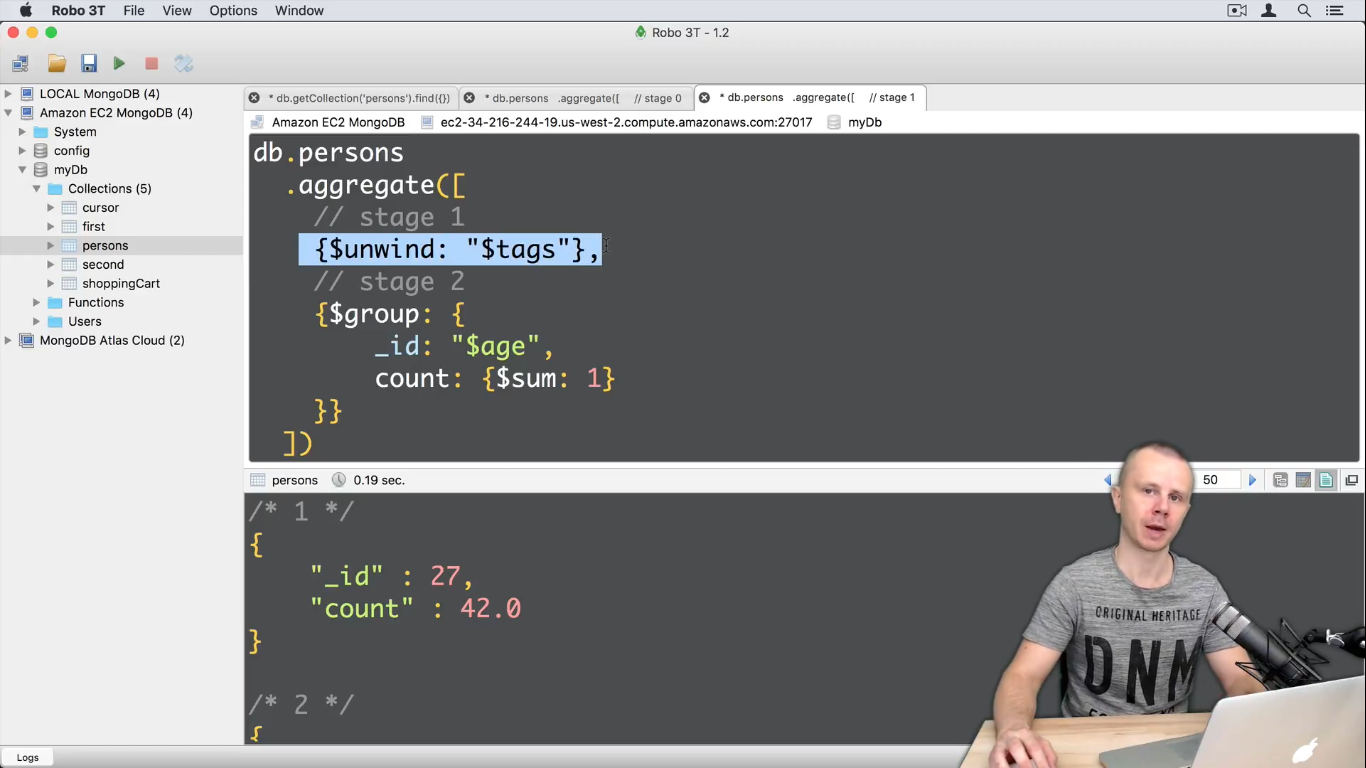 Robo 3T File View Options Window
Robo 3T - 1.2
LOCAL MongoDB (4)
Amazon EC2 MongoDB (4)
System
config
myDb
Collections (5)
cursor
first
persons
second
shoppingCart
Functions
Users
MongoDB Atlas Cloud (2)
* db.getCollection('persons').find({}) * db.persons .aggregate([ // stage 0 * db.persons .aggregate([ // stage 1
Amazon EC2 MongoDB ec2-34-216-244-19.us-west-2.compute.amazonaws.com:27017 myDb
db.persons
.aggregate([
// stage 1
{$unwind: "$tags"},
// stage 2
{$group: {
_id: "$age",
count: {$sum: 1}
}}
])
persons 0.19 sec. 50
/* 1 */
{
"_id" : 27,
"count" : 42.0
}
/* 2 */
{
ORIGINAL HERITAGE
DNM
Logs